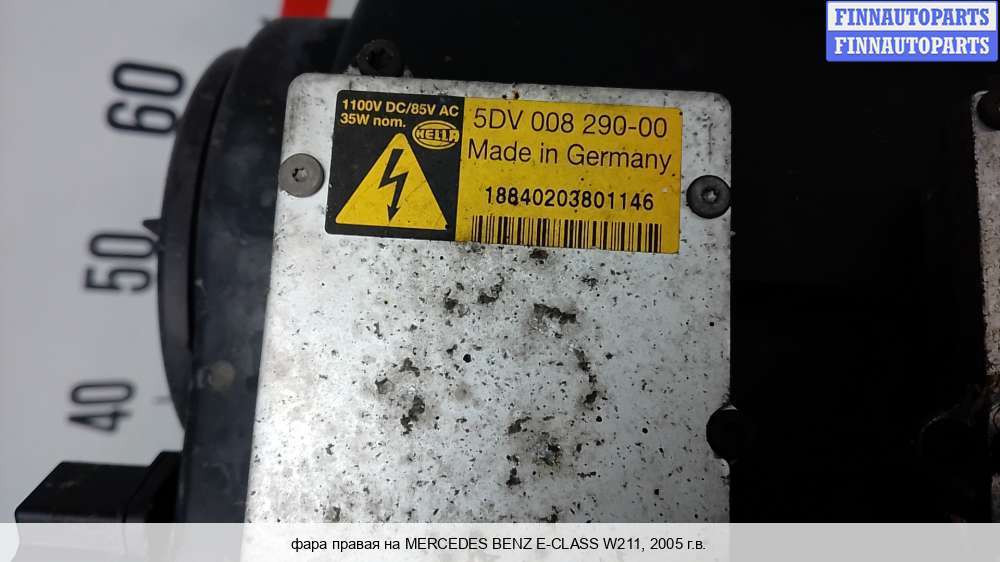 FINNAUTOPARTS
FINNAUTOPARTS
1100V DC/85V AC
35W nom.
HELLA
5DV 008 290-00
Made in Germany
18840203801146
60
50
40
фара правая на MERCEDES BENZ E-CLASS W211, 2005 г.в.